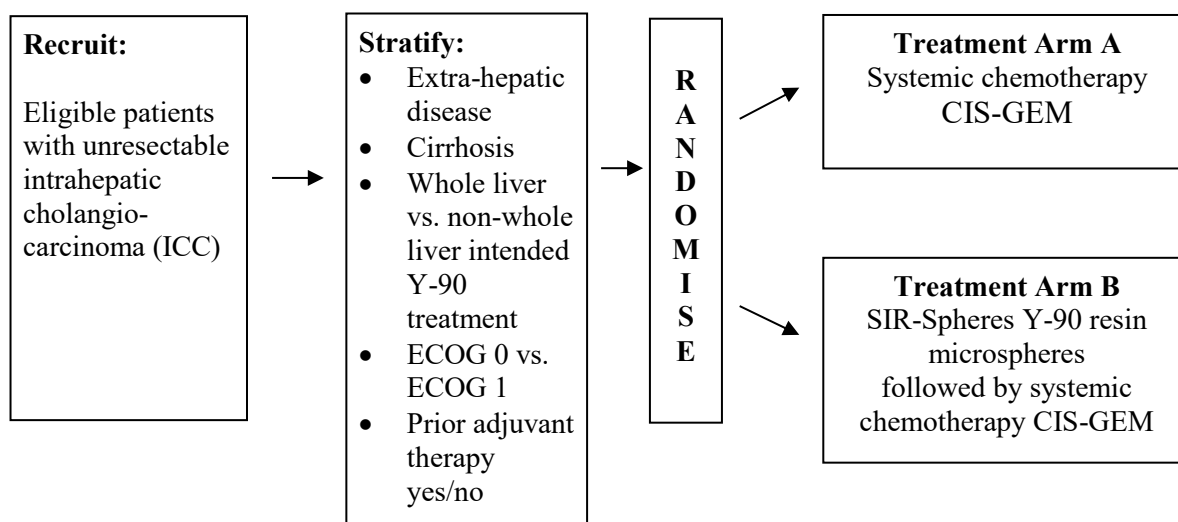 Recruit:
Eligible patients
with unresectable
intrahepatic
cholangio-
carcinoma (ICC)
Stratify:
• Extra-hepatic
disease
• Cirrhosis
• Whole liver
vs. non-whole
liver intended
Y-90
treatment
• ECOG 0 vs.
ECOG 1
• Prior adjuvant
therapy
yes/no
R
A
N
D
O
M
I
S
E
Treatment Arm A
Systemic chemotherapy
CIS-GEM
Treatment Arm B
SIR-Spheres Y-90 resin
microspheres
followed by systemic
chemotherapy CIS-GEM